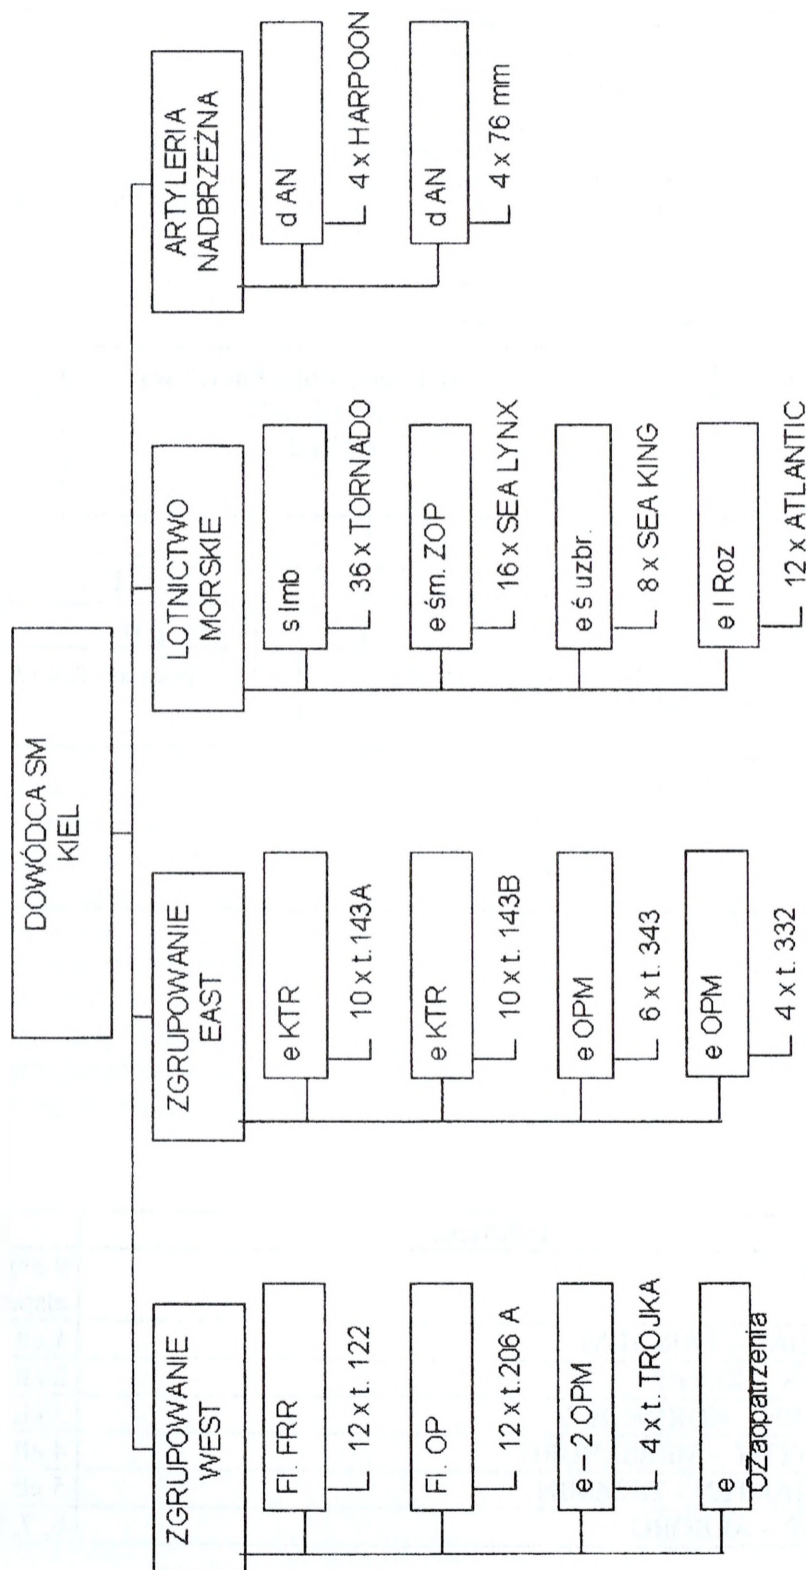 DOWÓDCA SM
KIEL
ZGRUPOWANIE
WEST
Fl. FRR
12 x t. 122
Fl. OP
12 x t.206 A
e – 2 OPM
4 x t. TROJKA
e
OŻaopatrzenia
ZGRUPOWANIE
EAST
e KTR
10 x t. 143A
e KTR
10 x t. 143B
e OPM
6 x t. 343
e OPM
4 x t. 332
LOTNICTWO
MORSKIE
s lmb
36 x TORNADO
e śm. ZOP
16 x SEA LYNX
e ś uzbr.
8 x SEA KING
e l Roz
12 x ATLANTIC
ARTYLERIA
NADBRZEŻNA
d AN
4 x HARPOON
d AN
4 x 76 mm